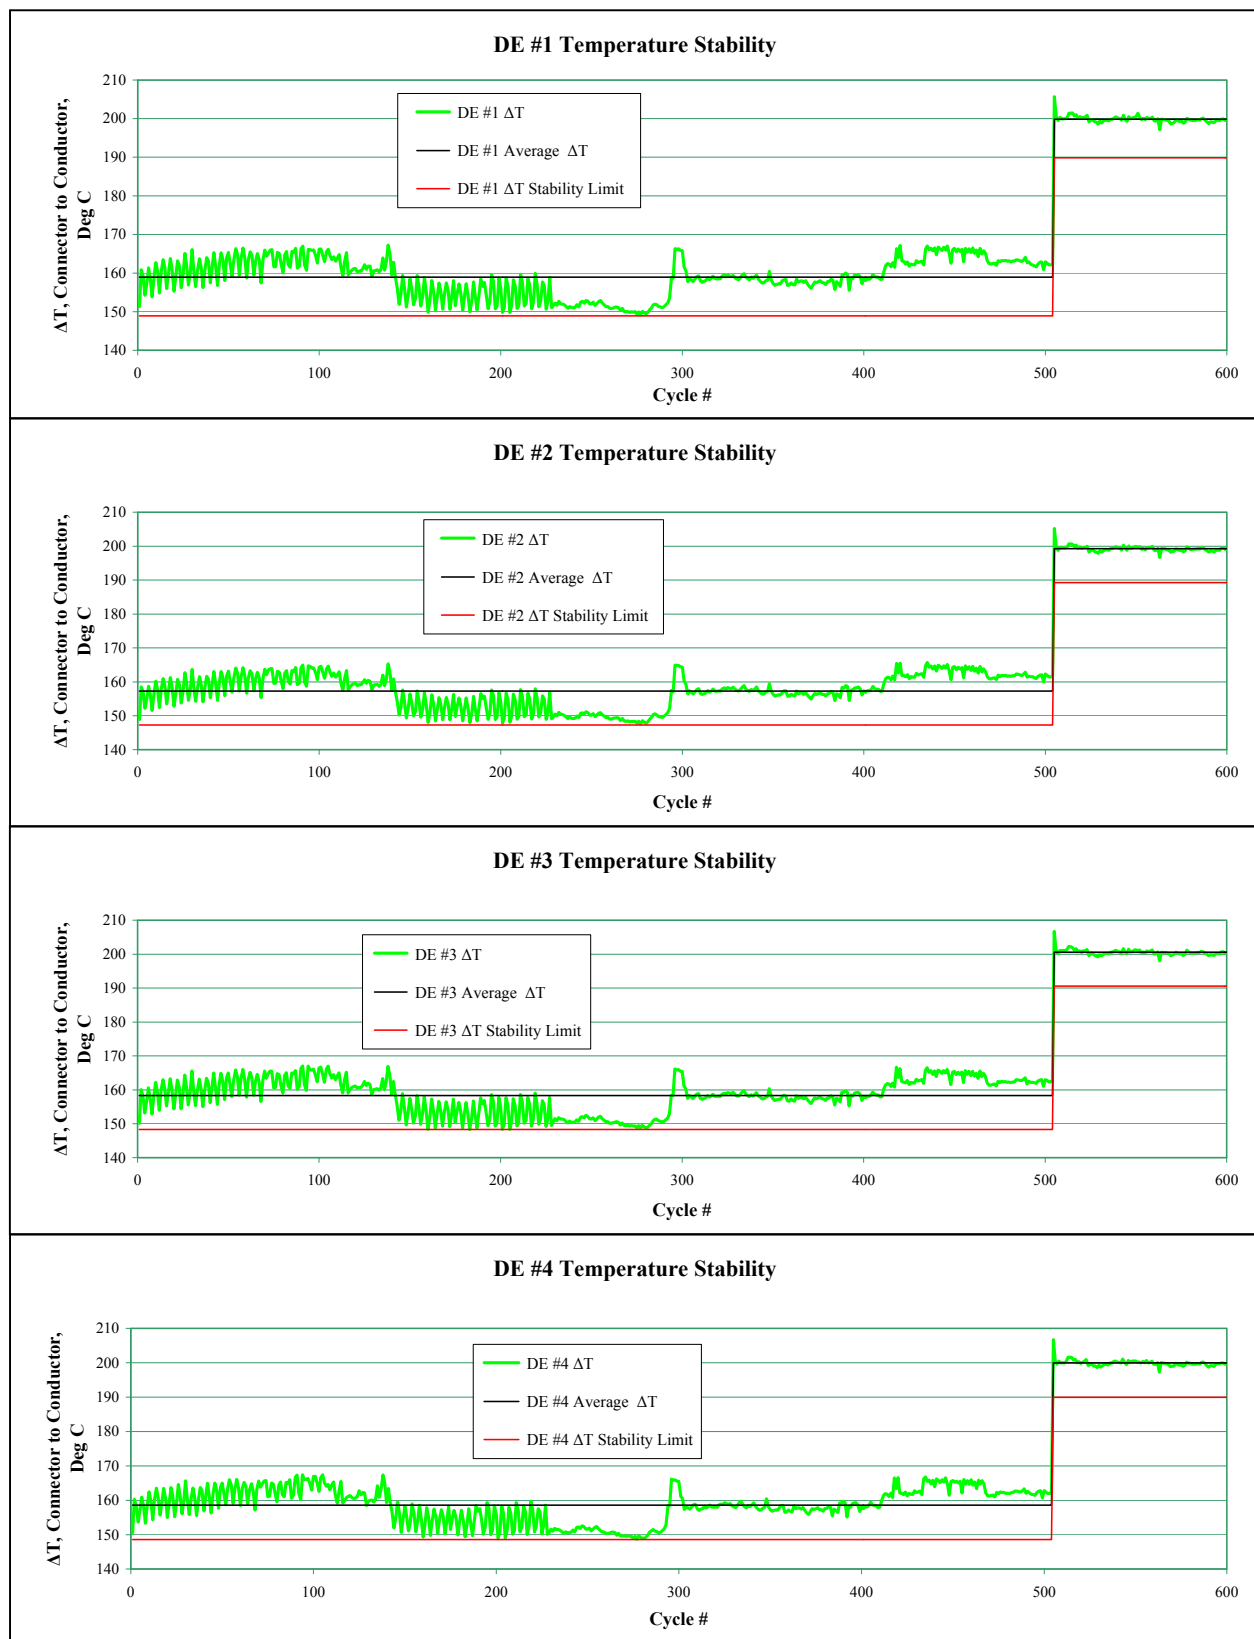 DE #1 Temperature Stability
ΔT, Connector to Conductor,
Deg C
210
200
190
180
170
160
150
140
DE #1 ΔT
DE #1 Average ΔT
DE #1 ΔT Stability Limit
0 100 200 300 400 500 600
Cycle #
DE #2 Temperature Stability
ΔT, Connector to Conductor,
Deg C
210
200
190
180
170
160
150
140
DE #2 ΔT
DE #2 Average ΔT
DE #2 ΔT Stability Limit
0 100 200 300 400 500 600
Cycle #
DE #3 Temperature Stability
ΔT, Connector to Conductor,
Deg C
210
200
190
180
170
160
150
140
DE #3 ΔT
DE #3 Average ΔT
DE #3 ΔT Stability Limit
0 100 200 300 400 500 600
Cycle #
DE #4 Temperature Stability
ΔT, Connector to Conductor,
Deg C
210
200
190
180
170
160
150
140
DE #4 ΔT
DE #4 Average ΔT
DE #4 ΔT Stability Limit
0 100 200 300 400 500 600
Cycle #